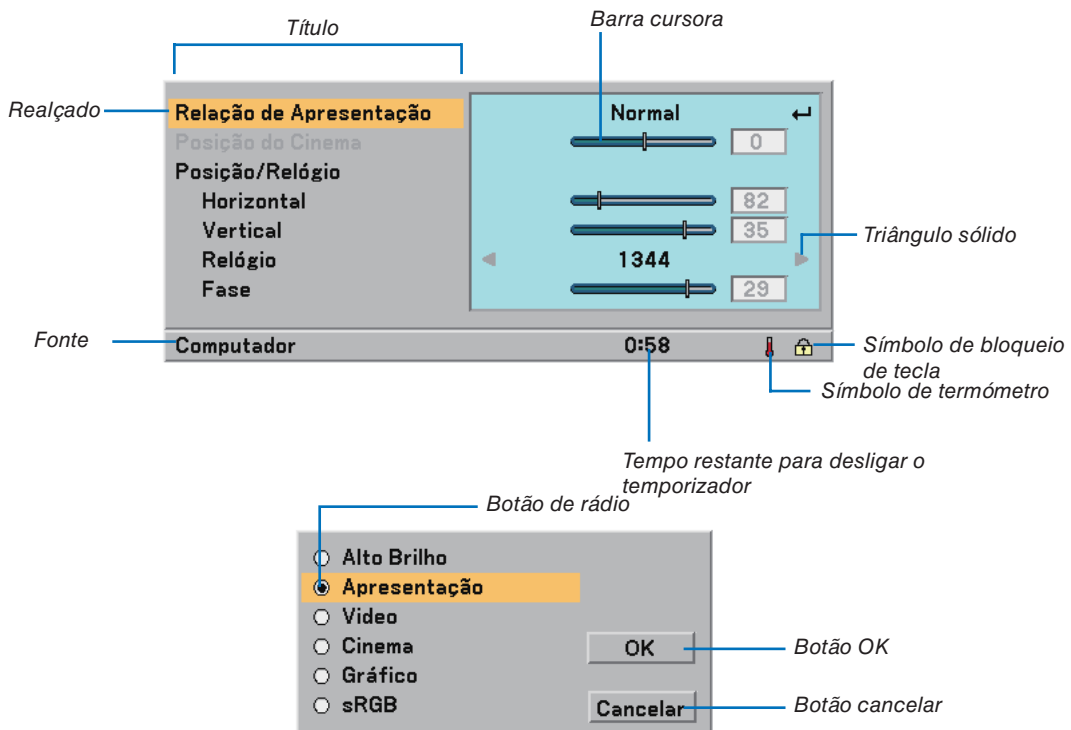 Título
Barra cursora
Realçado
Relação de Apresentação
Normal
Posição do Cinema
0
Posição/Relógio
Horizontal
82
Vertical
35
Triângulo sólido
Relógio
1344
Fase
29
Fonte
Computador
0:58
Símbolo de bloqueio
de tecla
Símbolo de termómetro
Tempo restante para desligar o
temporizador
Botão de rádio
Alto Brilho
Apresentação
Video
Cinema
OK
Botão OK
Gráfico
sRGB
Cancelar
Botão cancelar